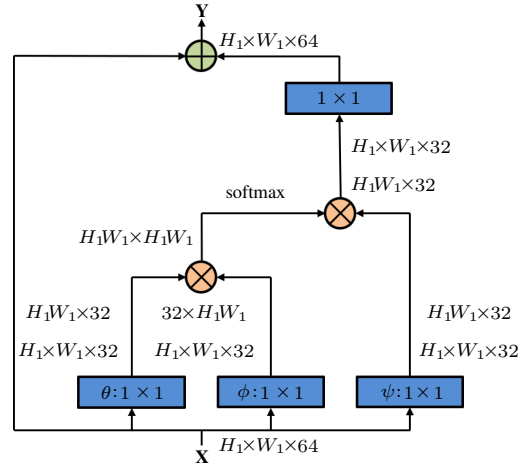 Y
H₁×W₁×64
1 × 1
H₁×W₁×32
H₁W₁×32
softmax
H₁W₁×H₁W₁
H₁W₁×32 32×H₁W₁ H₁W₁×32
H₁×W₁×32 H₁×W₁×32 H₁×W₁×32
θ:1 × 1 ϕ:1 × 1 ψ:1 × 1
X H₁×W₁×64